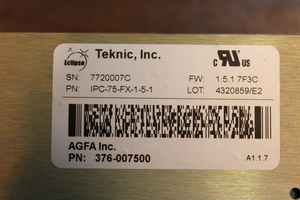 Eclipse
Teknic, Inc.
C UR US
SN: 7720007C FW: 1.5.1 7F3C
PN: IPC-75-FX-1-5-1 LOT: 4320859/E2
AGFA Inc.
PN: 376-007500 A1.1.7